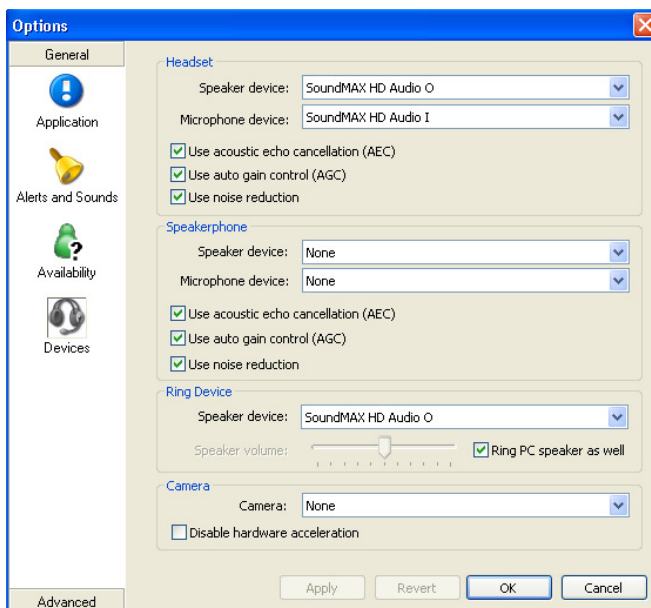 Options
General
Application
Alerts and Sounds
Availability
Devices
Advanced
Headset
Speaker device: SoundMAX HD Audio O
Microphone device: SoundMAX HD Audio I
Use acoustic echo cancellation (AEC)
Use auto gain control (AGC)
Use noise reduction
Speakerphone
Speaker device: None
Microphone device: None
Use acoustic echo cancellation (AEC)
Use auto gain control (AGC)
Use noise reduction
Ring Device
Speaker device: SoundMAX HD Audio O
Speaker volume: Ring PC speaker as well
Camera
Camera: None
Disable hardware acceleration
Apply Revert OK Cancel